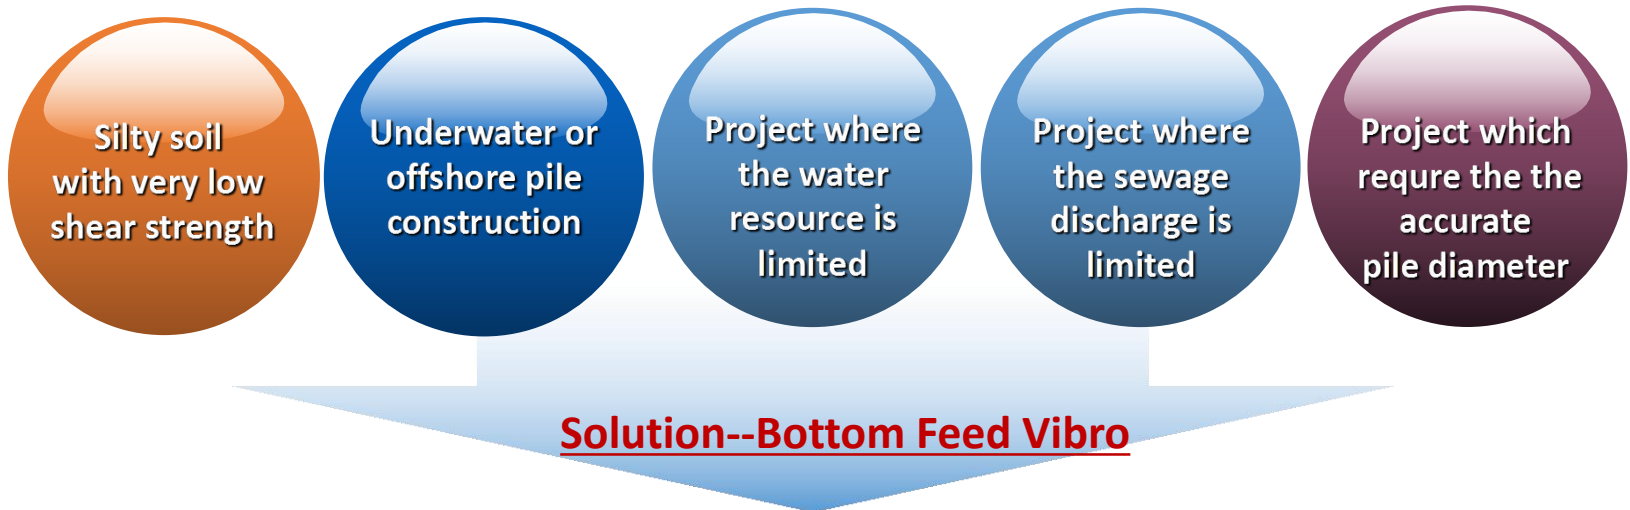 Silty soil
with very low
shear strength
Underwater or
offshore pile
construction
Project where
the water
resource is
limited
Project where
the sewage
discharge is
limited
Project which
requre the the
accurate
pile diameter
Solution--Bottom Feed Vibro